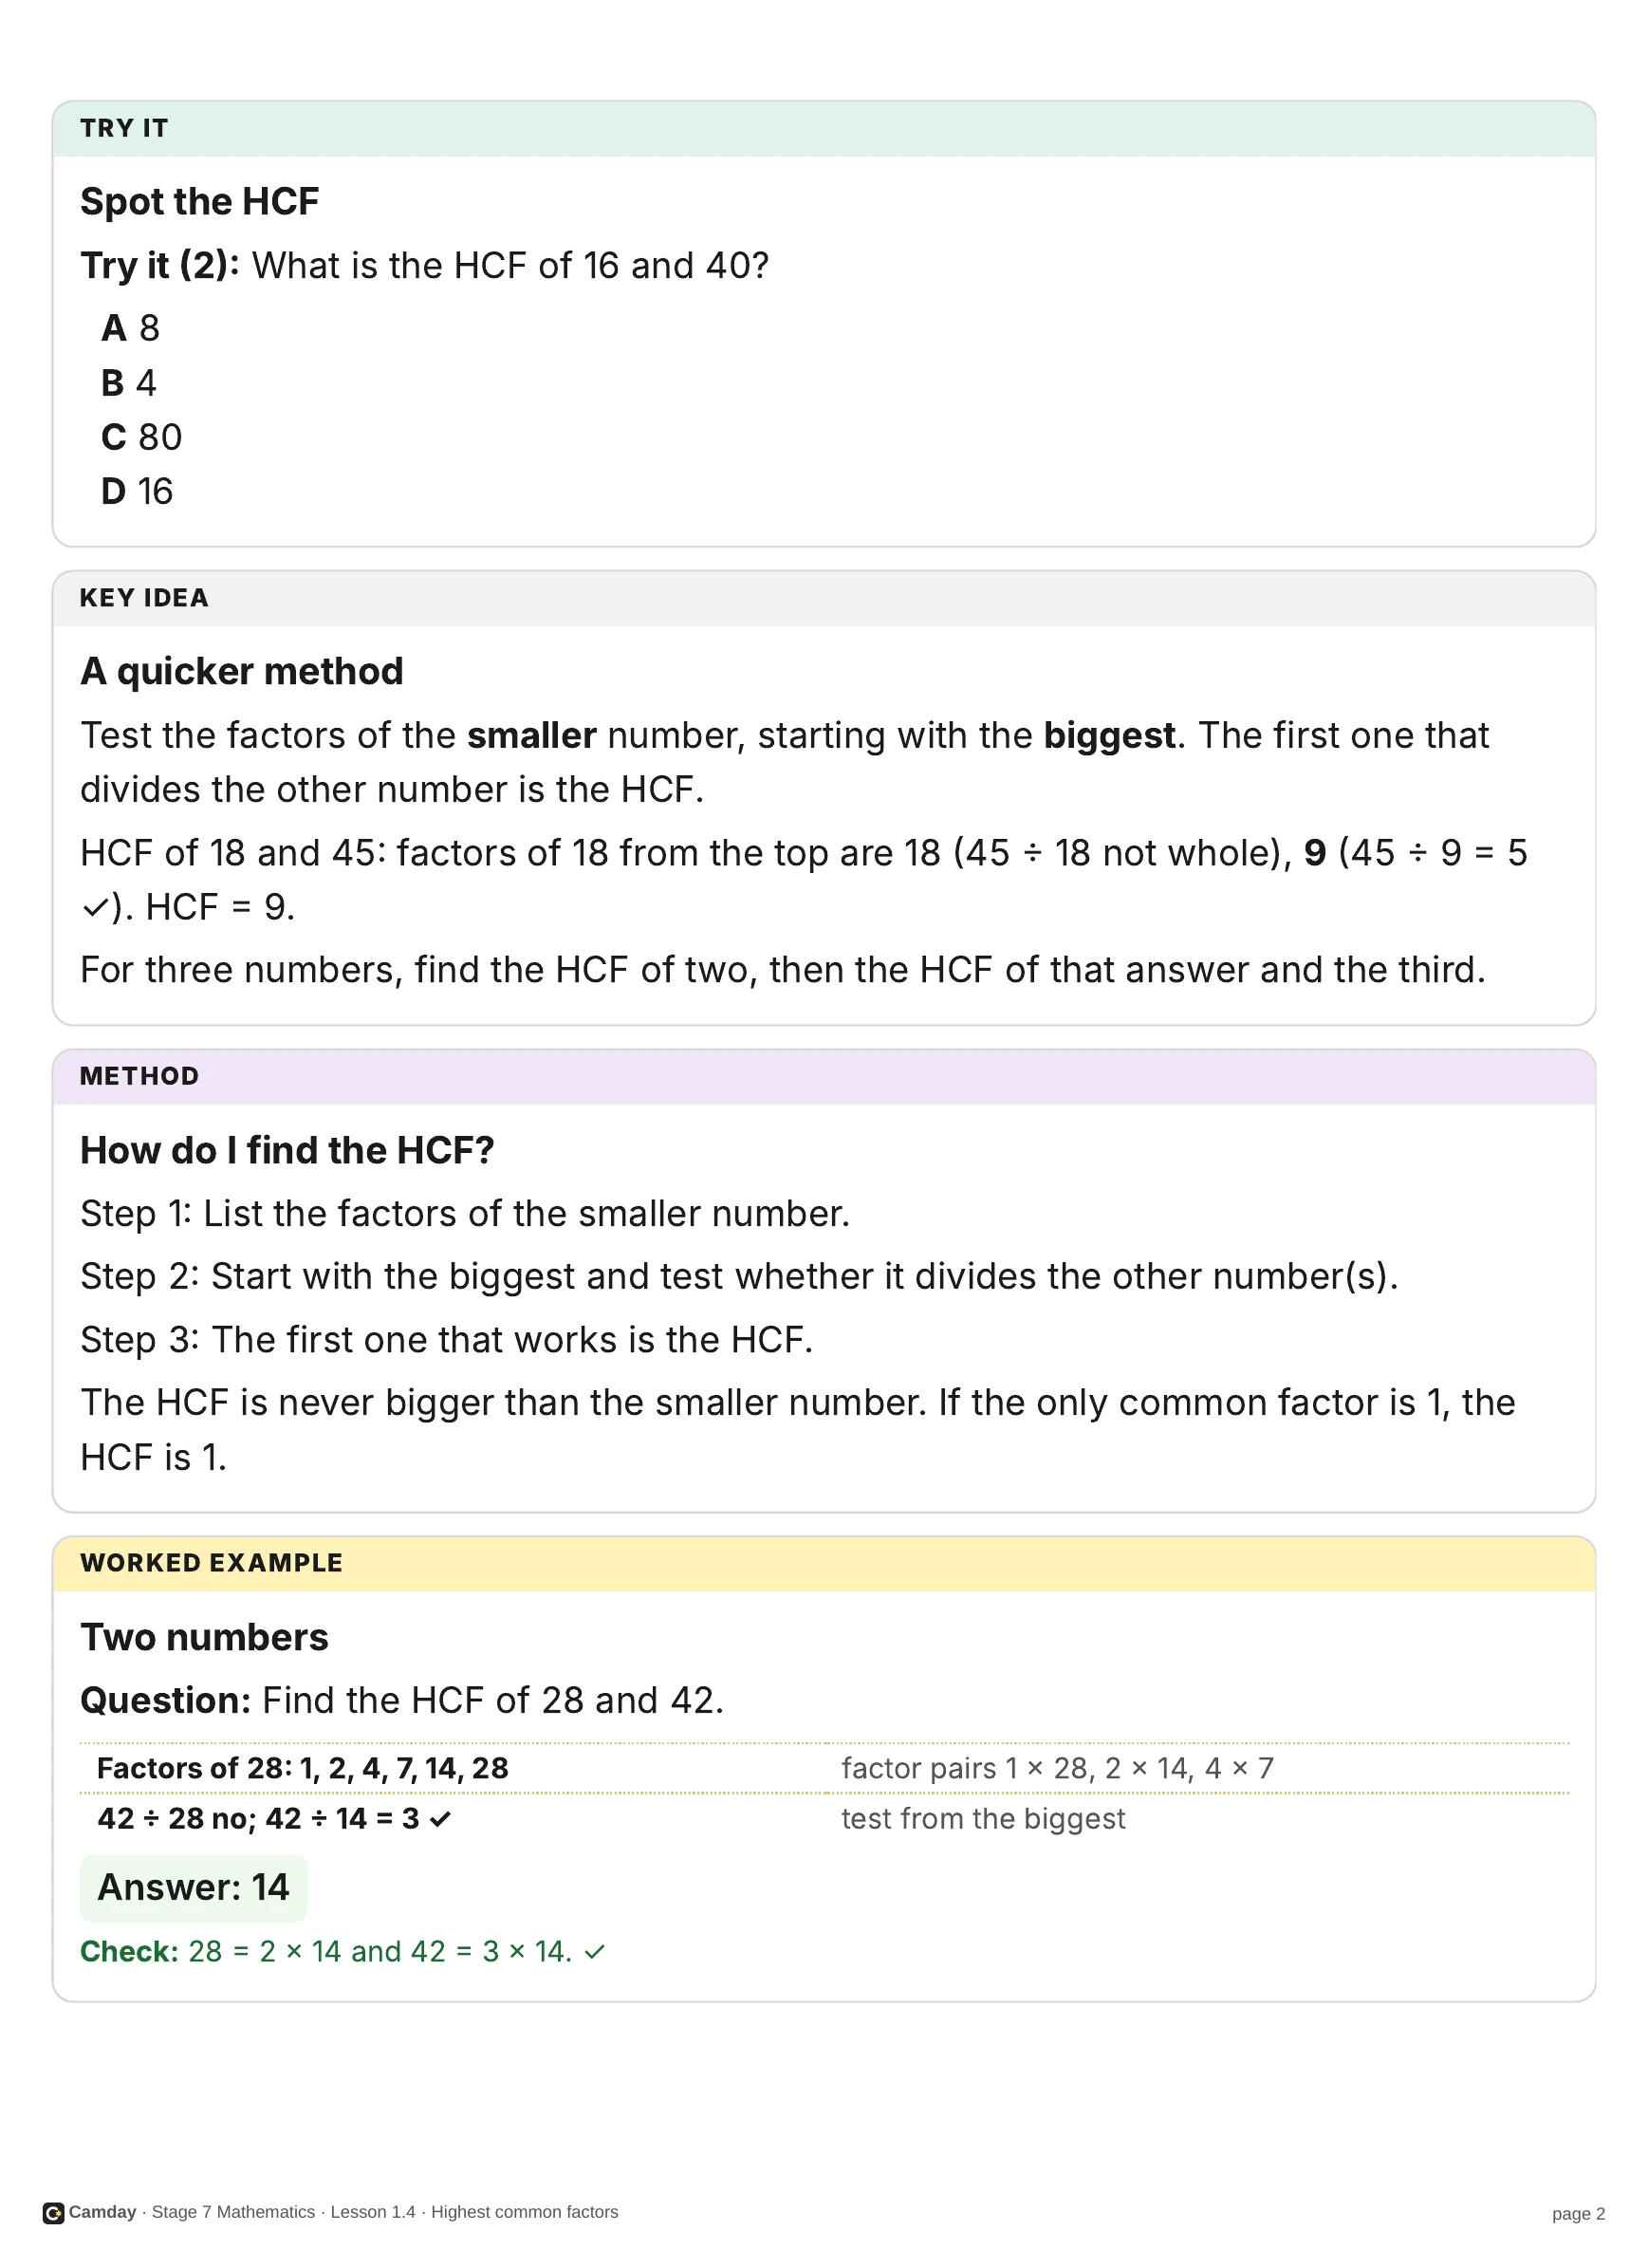 TRY IT
Spot the HCF
Try it (2): What is the HCF of 16 and 40?
A 8
B 4
C 80
D 16
KEY IDEA
A quicker method
Test the factors of the smaller number, starting with the biggest. The first one that
divides the other number is the HCF.
HCF of 18 and 45: factors of 18 from the top are 18 (45 ÷ 18 not whole), 9 (45 ÷ 9 = 5
✓). HCF = 9.
For three numbers, find the HCF of two, then the HCF of that answer and the third.
METHOD
How do I find the HCF?
Step 1: List the factors of the smaller number.
Step 2: Start with the biggest and test whether it divides the other number(s).
Step 3: The first one that works is the HCF.
The HCF is never bigger than the smaller number. If the only common factor is 1, the
HCF is 1.
WORKED EXAMPLE
Two numbers
Question: Find the HCF of 28 and 42.
Factors of 28: 1, 2, 4, 7, 14, 28 factor pairs 1 × 28, 2 × 14, 4 × 7
42 ÷ 28 no; 42 ÷ 14 = 3 ✓ test from the biggest
Answer: 14
Check: 28 = 2 × 14 and 42 = 3 × 14. ✓
Camday · Stage 7 Mathematics · Lesson 1.4 · Highest common factors page 2